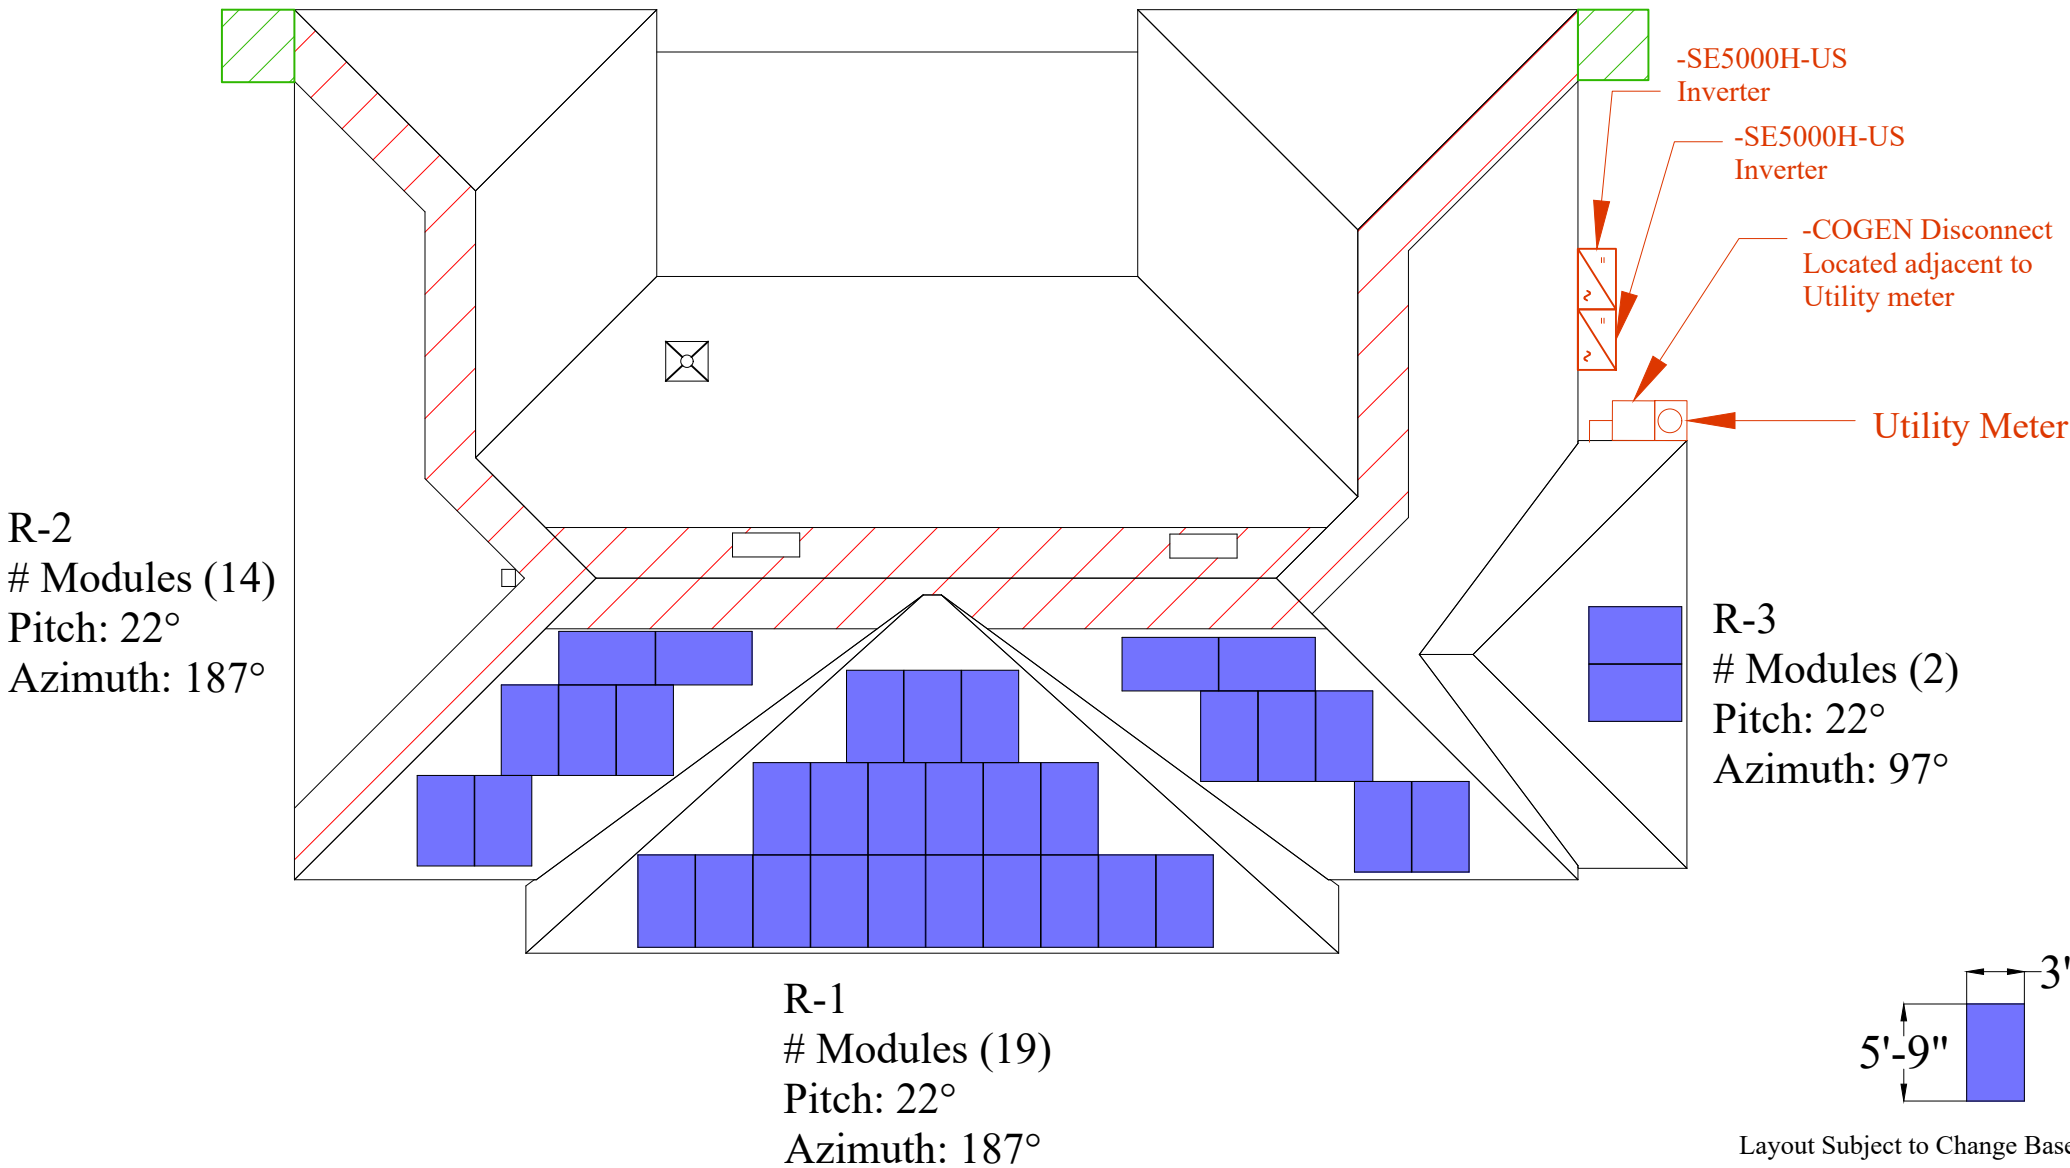 -SE5000H-US
Inverter
-SE5000H-US
Inverter
-COGEN Disconnect
Located adjacent to
Utility meter
Utility Meter
R-2
# Modules (14)
Pitch: 22°
Azimuth: 187°
R-3
# Modules (2)
Pitch: 22°
Azimuth: 97°
R-1
# Modules (19)
Pitch: 22°
Azimuth: 187°
3'
5'-9"
Layout Subject to Change Base